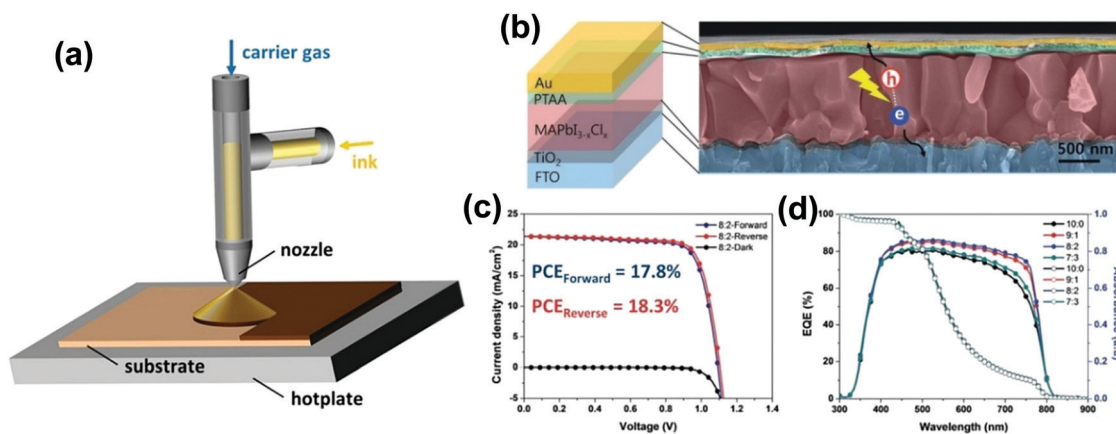 (a)
carrier gas
ink
nozzle
substrate
hotplate
(b)
Au
PTAA
MAPbI₃₋ₓClₓ
TiO₂
FTO
h
e
500 nm
(c)
25
20
15
10
5
0
-5
0.0 0.2 0.4 0.6 0.8 1.0 1.2 1.4
Current density (mA/cm²)
Voltage (V)
8:2-Forward
8:2-Reverse
8:2-Dark
PCE_Forward = 17.8%
PCE_Reverse = 18.3%
(d)
100
80
60
40
20
0
300 400 500 600 700 800 900
EQE (%)
Wavelength (nm)
10:0
9:1
8:2
7:3
10:0
9:1
8:2
7:3
1.0
0.8
0.6
0.4
0.2
0.0